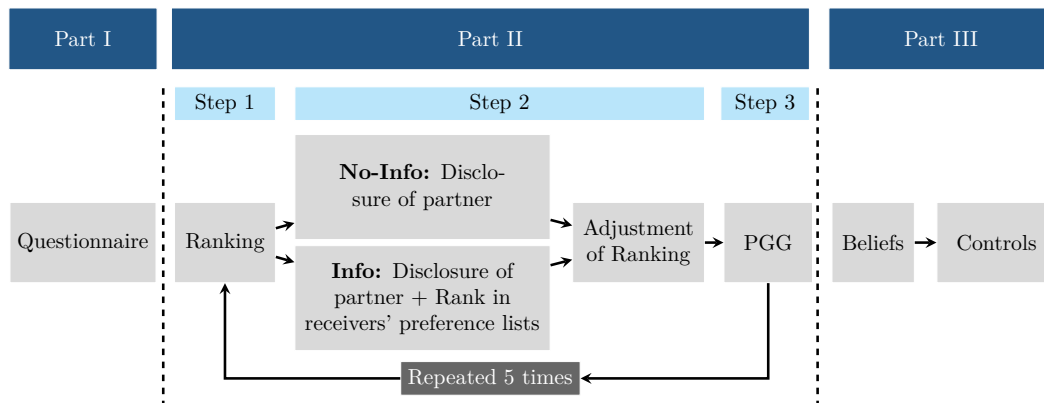 Part I
Part II
Part III
Step 1
Step 2
Step 3
Questionnaire
Ranking
No-Info: Disclo-
sure of partner
Info: Disclosure of
partner + Rank in
receivers' preference lists
Adjustment
of Ranking
PGG
Beliefs
Controls
Repeated 5 times